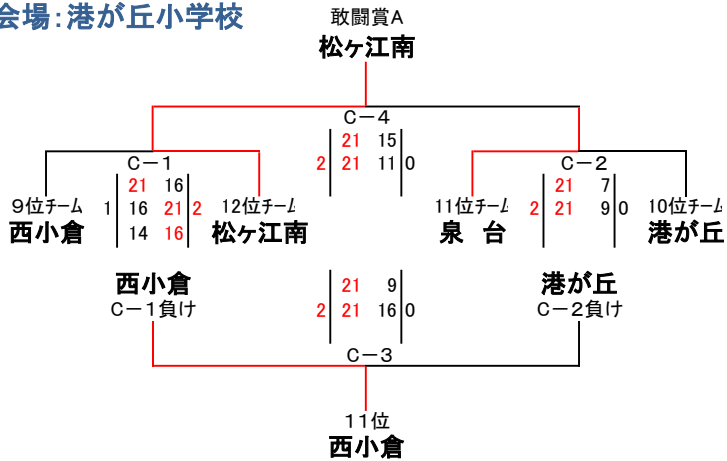 会場：港が丘小学校
敢闘賞A
松ヶ江南
C－4
21 15
2 21 11 0
C－1
21 16
1 16 21 2
14 16
C－2
21 7
2 21 9 0
9位チーム
西小倉
12位チーム
松ヶ江南
11位チーム
泉 台
10位チーム
港が丘
西小倉
C－1負け
港が丘
C－2負け
21 9
2 21 16 0
C－3
11位
西小倉